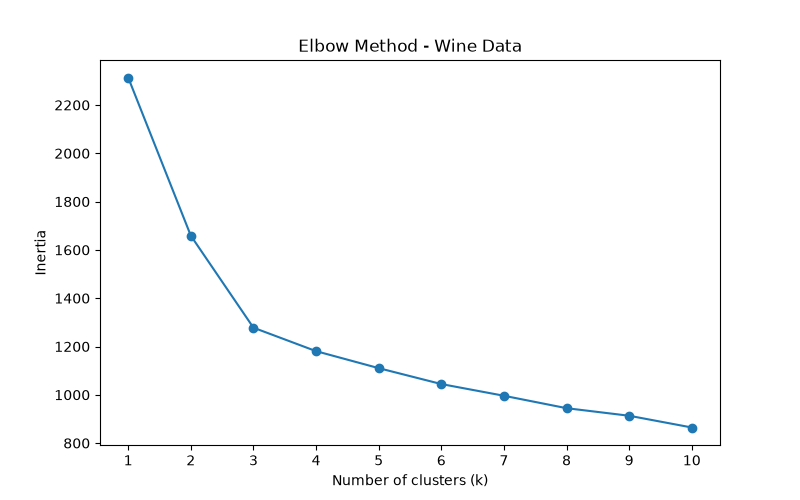 Elbow Method - Wine Data
Inertia
2200
2000
1800
1600
1400
1200
1000
800
1 2 3 4 5 6 7 8 9 10
Number of clusters (k)